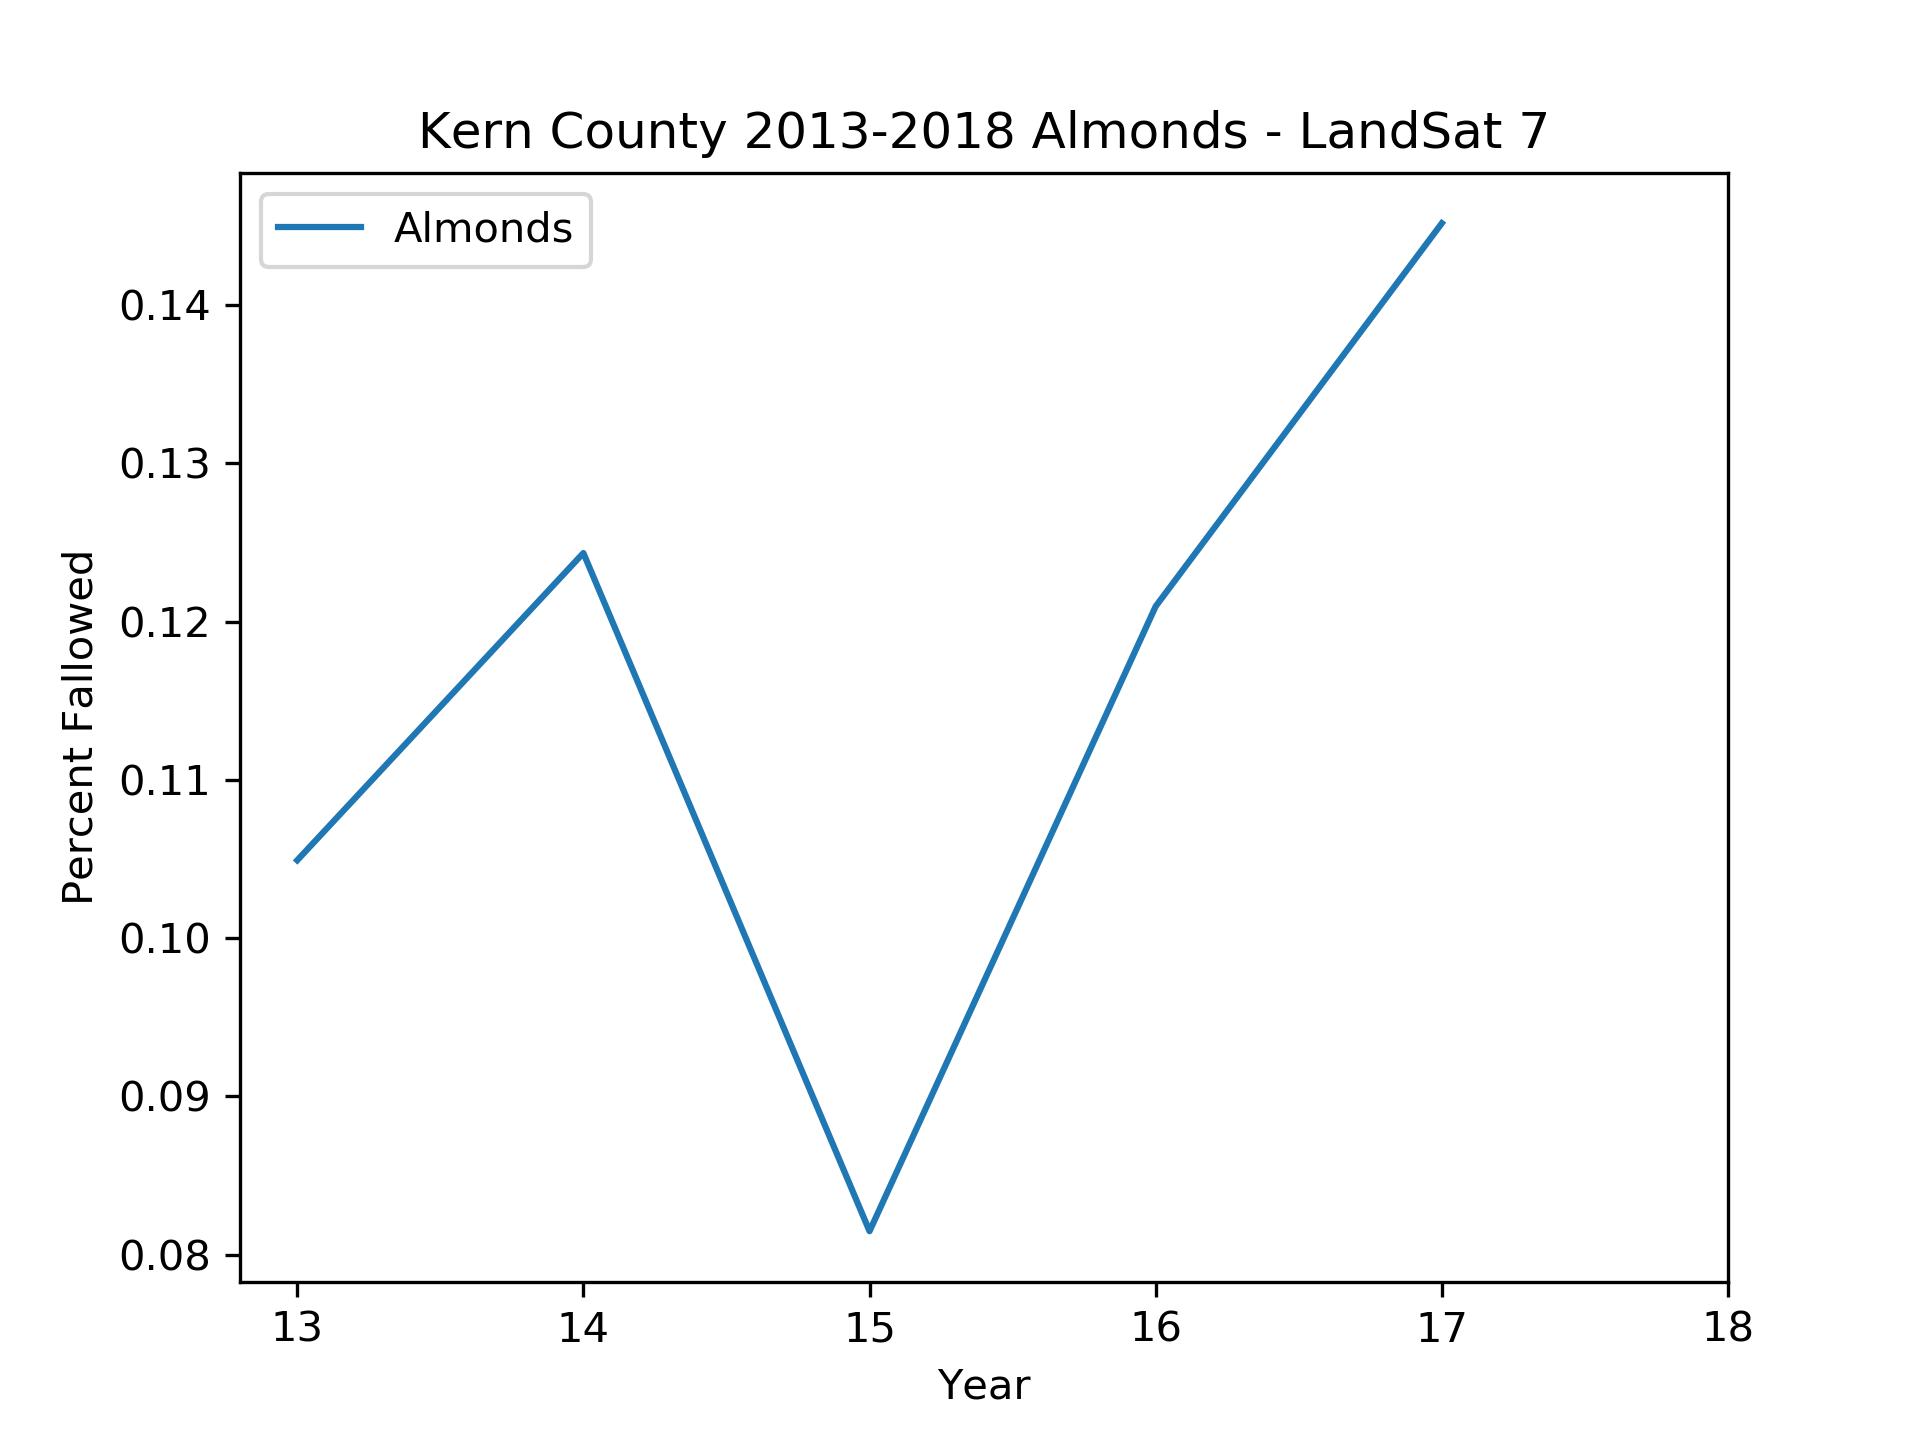 Kern County 2013-2018 Almonds - LandSat 7
Almonds
Percent Fallowed
0.14
0.13
0.12
0.11
0.10
0.09
0.08
13 14 15 16 17 18
Year